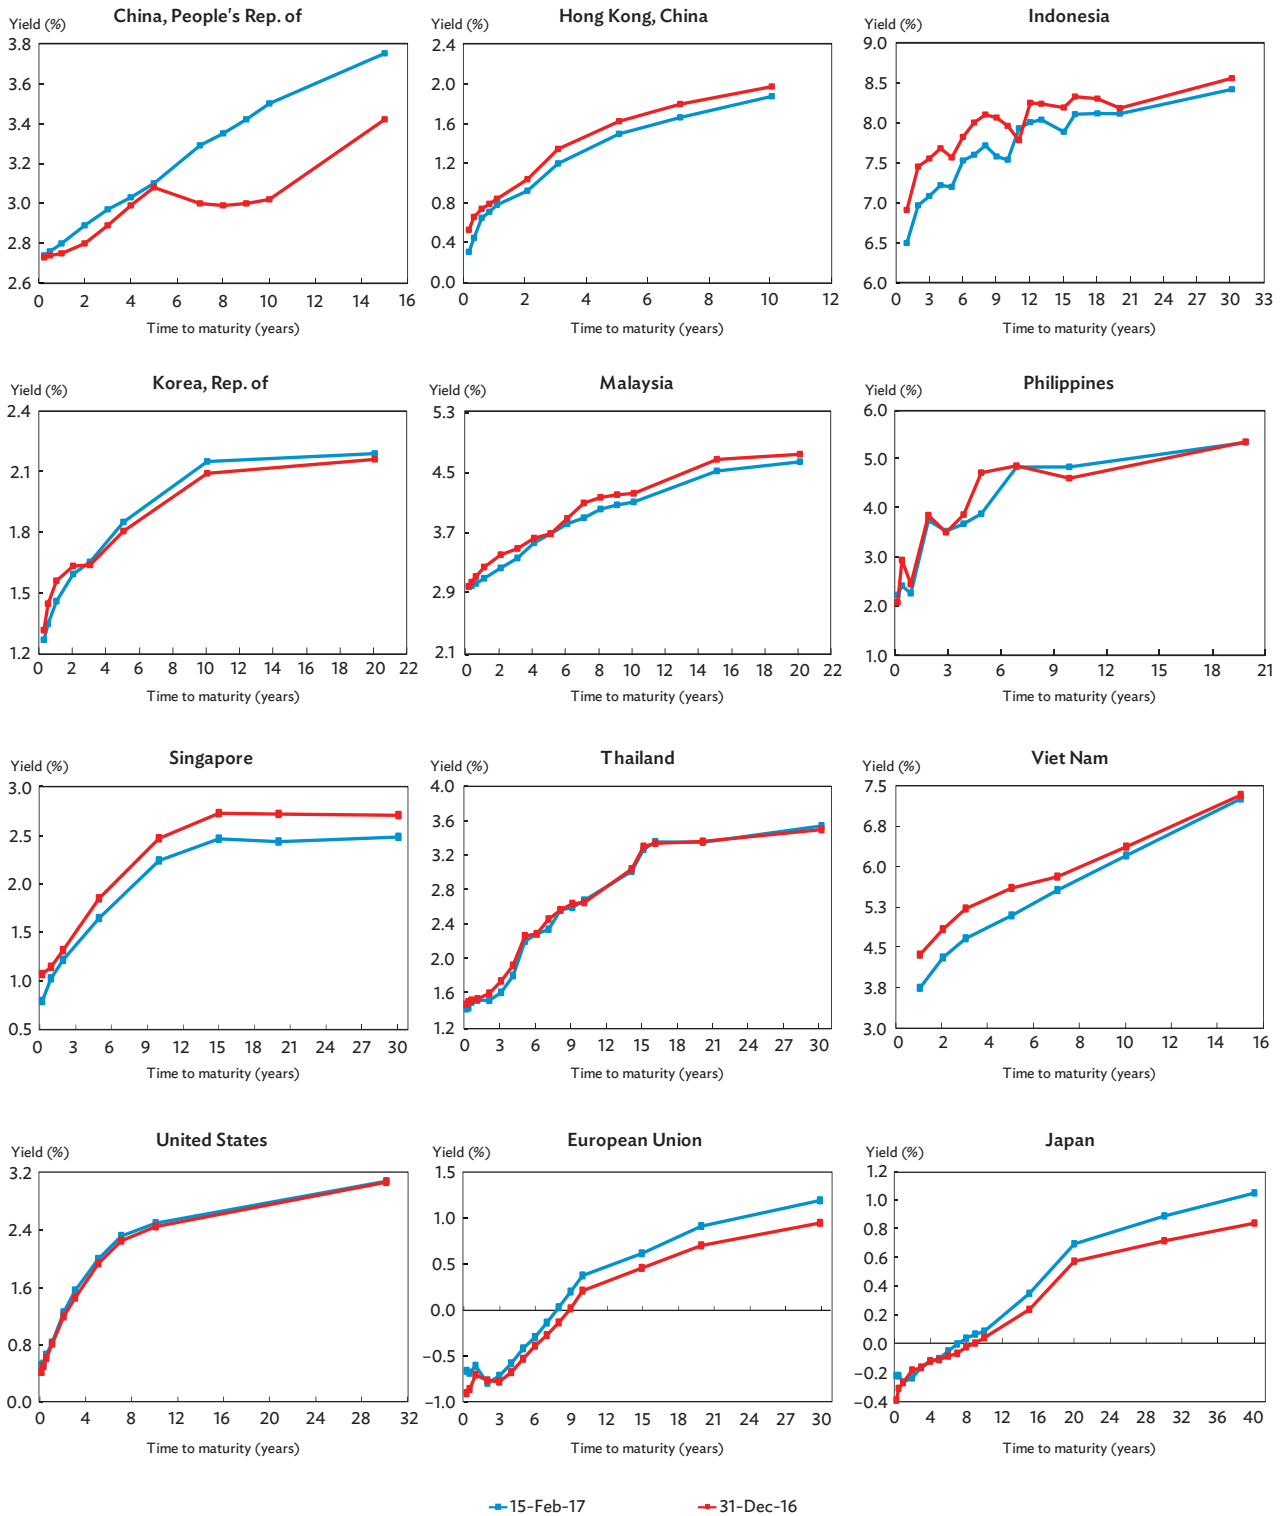 China, People's Rep. of
Yield (%)
3.8
3.6
3.4
3.2
3.0
2.8
2.6
0 2 4 6 8 10 12 14 16
Time to maturity (years)
Hong Kong, China
Yield (%)
2.4
2.0
1.6
1.2
0.8
0.4
0.0
0 2 4 6 8 10 12
Time to maturity (years)
Indonesia
Yield (%)
9.0
8.5
8.0
7.5
7.0
6.5
6.0
0 3 6 9 12 15 18 21 24 27 30 33
Time to maturity (years)
Korea, Rep. of
Yield (%)
2.4
2.1
1.8
1.5
1.2
0 2 4 6 8 10 12 14 16 18 20 22
Time to maturity (years)
Malaysia
Yield (%)
5.3
4.5
3.7
2.9
2.1
0 2 4 6 8 10 12 14 16 18 20 22
Time to maturity (years)
Philippines
Yield (%)
6.0
5.0
4.0
3.0
2.0
1.0
0 3 6 9 12 15 18 21
Time to maturity (years)
Singapore
Yield (%)
3.0
2.5
2.0
1.5
1.0
0.5
0 3 6 9 12 15 18 21 24 27 30
Time to maturity (years)
Thailand
Yield (%)
4.0
3.6
3.2
2.8
2.4
2.0
1.6
1.2
0 3 6 9 12 15 18 21 24 27 30
Time to maturity (years)
Viet Nam
Yield (%)
7.5
6.8
6.0
5.3
4.5
3.8
3.0
0 2 4 6 8 10 12 14 16
Time to maturity (years)
United States
Yield (%)
3.2
2.4
1.6
0.8
0.0
0 4 8 12 16 20 24 28 32
Time to maturity (years)
European Union
Yield (%)
1.5
1.0
0.5
0.0
–0.5
–1.0
0 3 6 9 12 15 18 21 24 27 30
Time to maturity (years)
Japan
Yield (%)
1.2
1.0
0.8
0.6
0.4
0.2
0.0
–0.2
–0.4
0 4 8 12 16 20 24 28 32 36 40
Time to maturity (years)
15-Feb-17 31-Dec-16